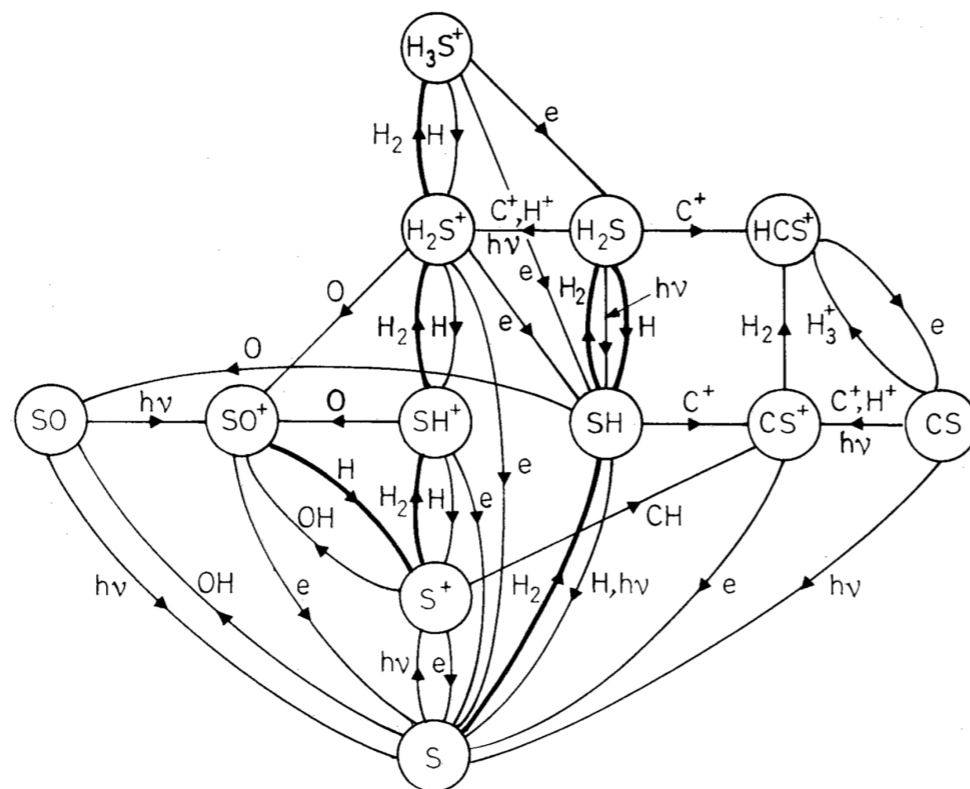 H₃S⁺
e
H₂ H
H₂S⁺ C⁺,H⁺ hν H₂S C⁺ HCS⁺
O H₂ H e e H₂ hν H H₂ H₃⁺ e
O
SO hν SO⁺ O SH⁺ SH C⁺ CS⁺ C⁺,H⁺ hν CS
H H₂ H e e
OH CH
S⁺
hν OH e H₂ H,hν e hν
hν e
S